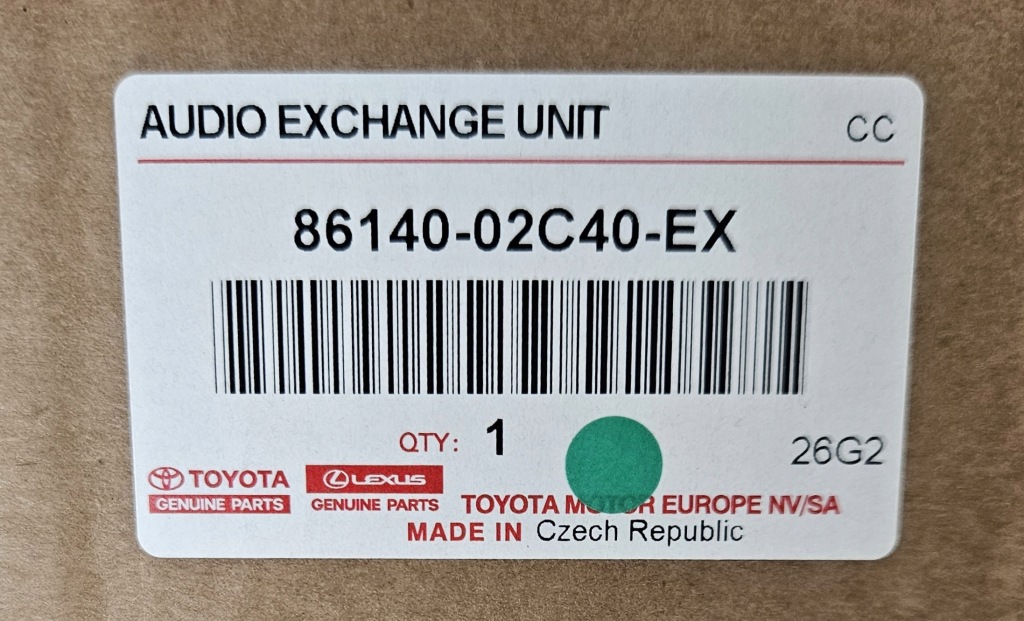 AUDIO EXCHANGE UNIT CC
86140-02C40-EX
QTY: 1
26G2
TOYOTA LEXUS
GENUINE PARTS GENUINE PARTS TOYOTA MOTOR EUROPE NV/SA
MADE IN Czech Republic